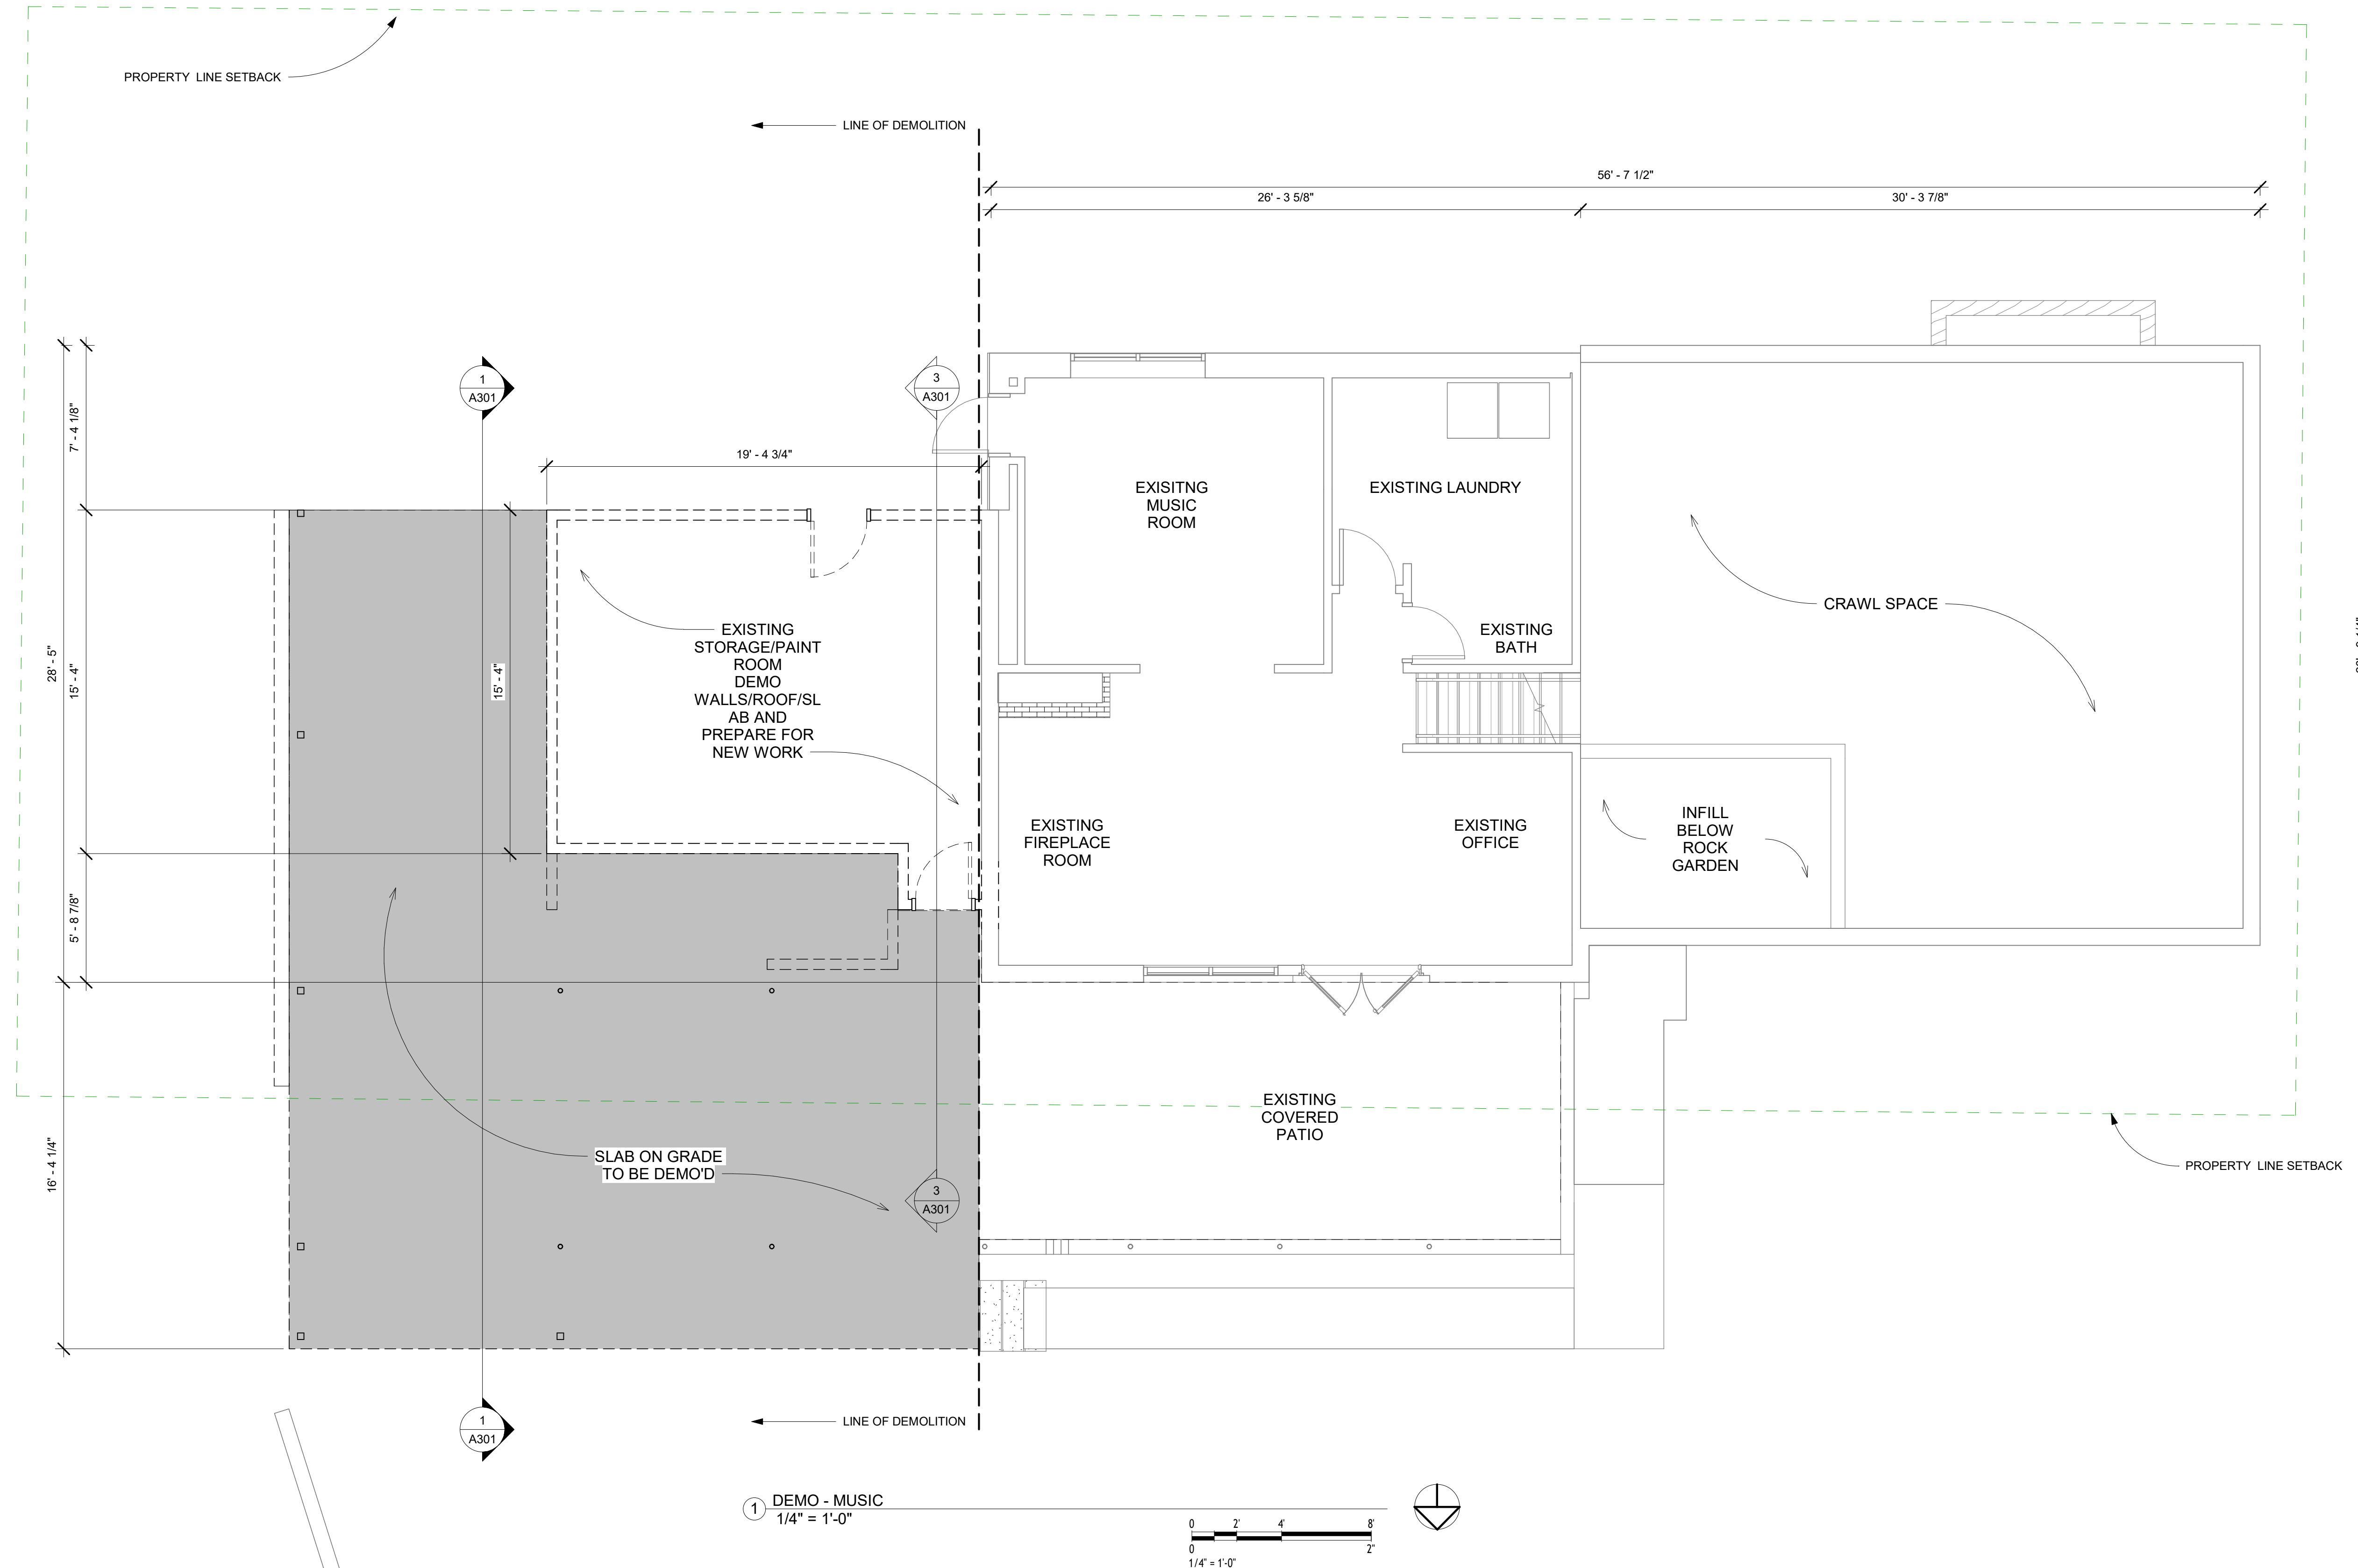 PROPERTY LINE SETBACK
LINE OF DEMOLITION
56' - 7 1/2"
26' - 3 5/8"
30' - 3 7/8"
1
A301
3
A301
7' - 4 1/8"
19' - 4 3/4"
EXISITNG
MUSIC
ROOM
EXISTING LAUNDRY
CRAWL SPACE
EXISTING
STORAGE/PAINT
ROOM
DEMO
WALLS/ROOF/SL
AB AND
PREPARE FOR
NEW WORK
EXISTING
BATH
28' - 5"
15' - 4"
15' - 4"
EXISTING
FIREPLACE
ROOM
EXISTING
OFFICE
INFILL
BELOW
ROCK
GARDEN
5' - 8 7/8"
EXISTING
COVERED
PATIO
16' - 4 1/4"
SLAB ON GRADE
TO BE DEMO'D
PROPERTY LINE SETBACK
3
A301
1
A301
LINE OF DEMOLITION
1
DEMO - MUSIC
1/4" = 1'-0"
0 2' 4' 8'
0 2"
1/4" = 1'-0"